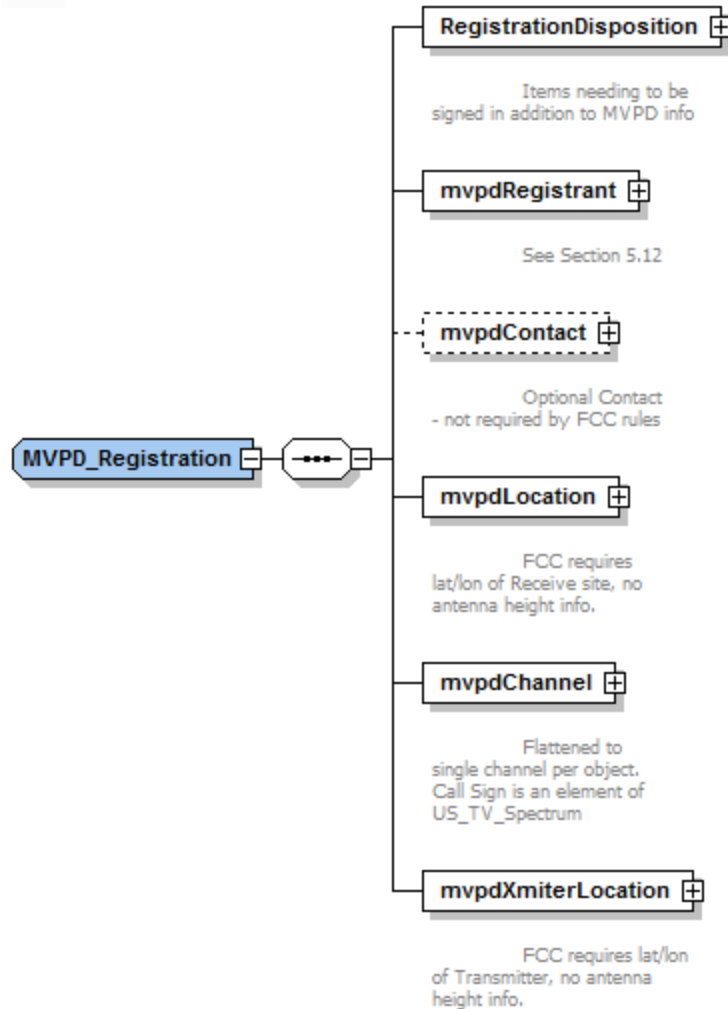 RegistrationDisposition
Items needing to be
signed in addition to MVPD info
mvpdRegistrant
See Section 5.12
mvpdContact
Optional Contact
- not required by FCC rules
MVPD_Registration
mvpdLocation
FCC requires
lat/lon of Receive site, no
antenna height info.
mvpdChannel
Flattened to
single channel per object.
Call Sign is an element of
US_TV_Spectrum
mvpdXmiterLocation
FCC requires lat/lon
of Transmitter, no antenna
height info.